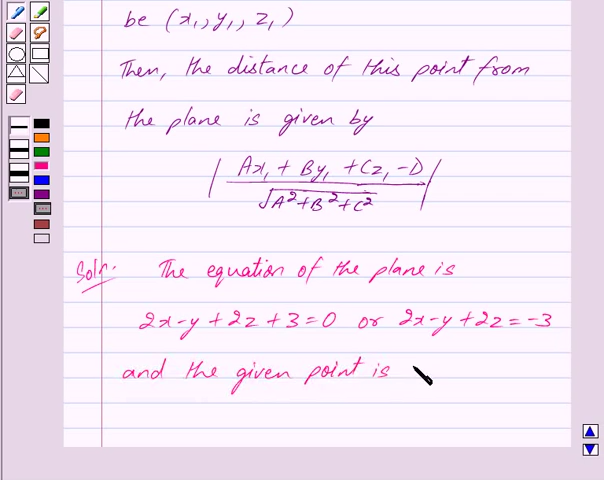 be (x₁, y₁, z₁)
Then, the distance of this point from
the plane is given by
| Ax₁ + By₁ + Cz₁ - D / √A²+B²+C² |
Soln: The equation of the plane is
2x-y+2z+3=0 or 2x-y+2z=-3
and the given point is